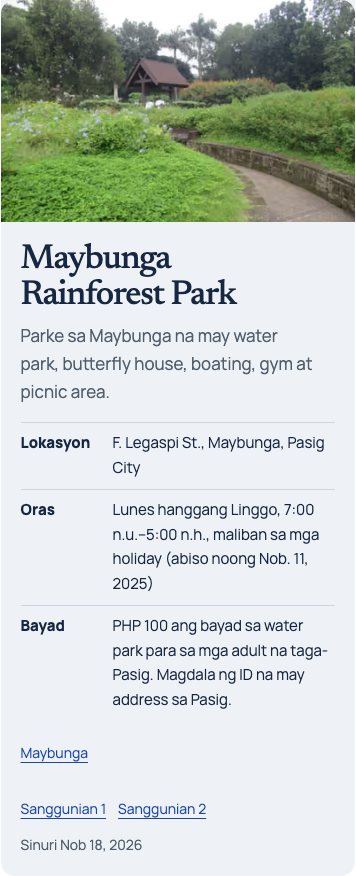 Maybunga
Rainforest Park
Parke sa Maybunga na may water
park, butterfly house, boating, gym at
picnic area.
Lokasyon
F. Legaspi St., Maybunga, Pasig
City
Oras
Lunes hanggang Linggo, 7:00
n.u.–5:00 n.h., maliban sa mga
holiday (abiso noong Nob. 11,
2025)
Bayad
PHP 100 ang bayad sa water
park para sa mga adult na taga-
Pasig. Magdala ng ID na may
address sa Pasig.
Maybunga
Sanggunian 1 Sanggunian 2
Sinuri Nob 18, 2026